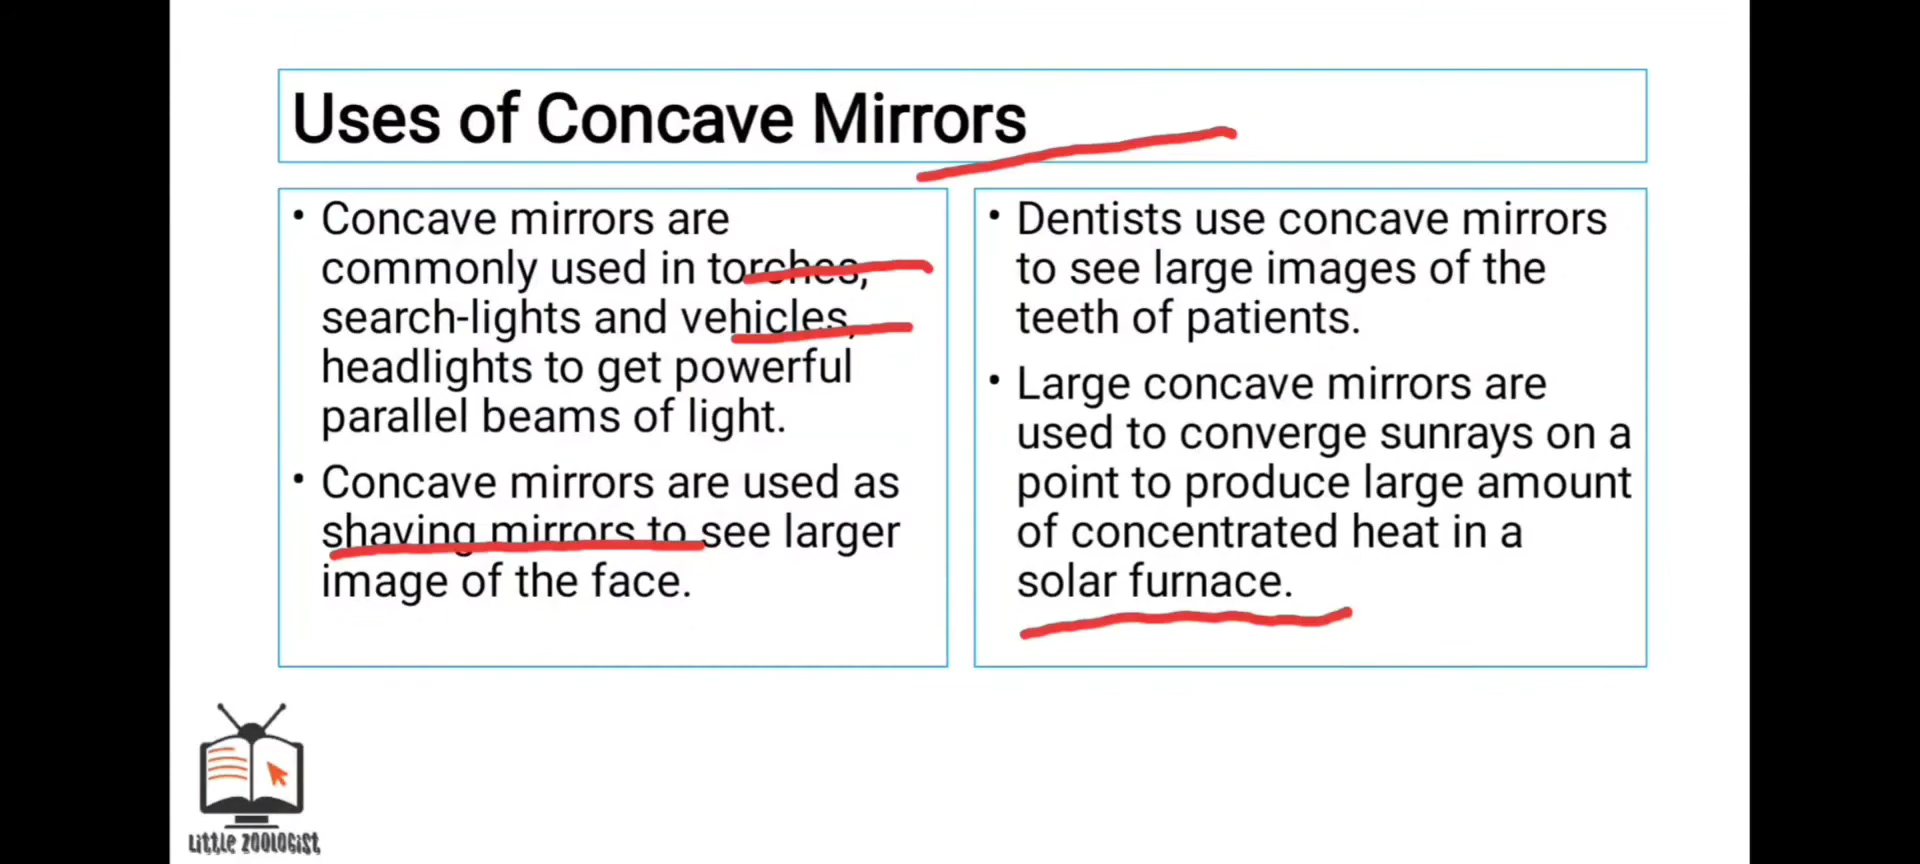 Uses of Concave Mirrors
• Concave mirrors are
commonly used in torches,
search-lights and vehicles,
headlights to get powerful
parallel beams of light.
• Concave mirrors are used as
shaving mirrors to see larger
image of the face.
• Dentists use concave mirrors
to see large images of the
teeth of patients.
• Large concave mirrors are
used to converge sunrays on a
point to produce large amount
of concentrated heat in a
solar furnace.
LITTLE ZOOLOGIST